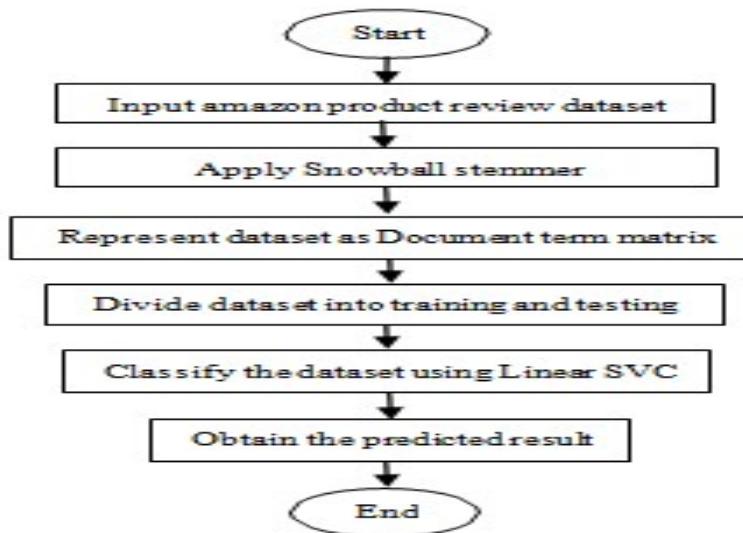 Start
Input amazon product review dataset
Apply Snowball stemmer
Represent dataset as Document term matrix
Divide dataset into training and testing
Classify the dataset using Linear SVC
Obtain the predicted result
End